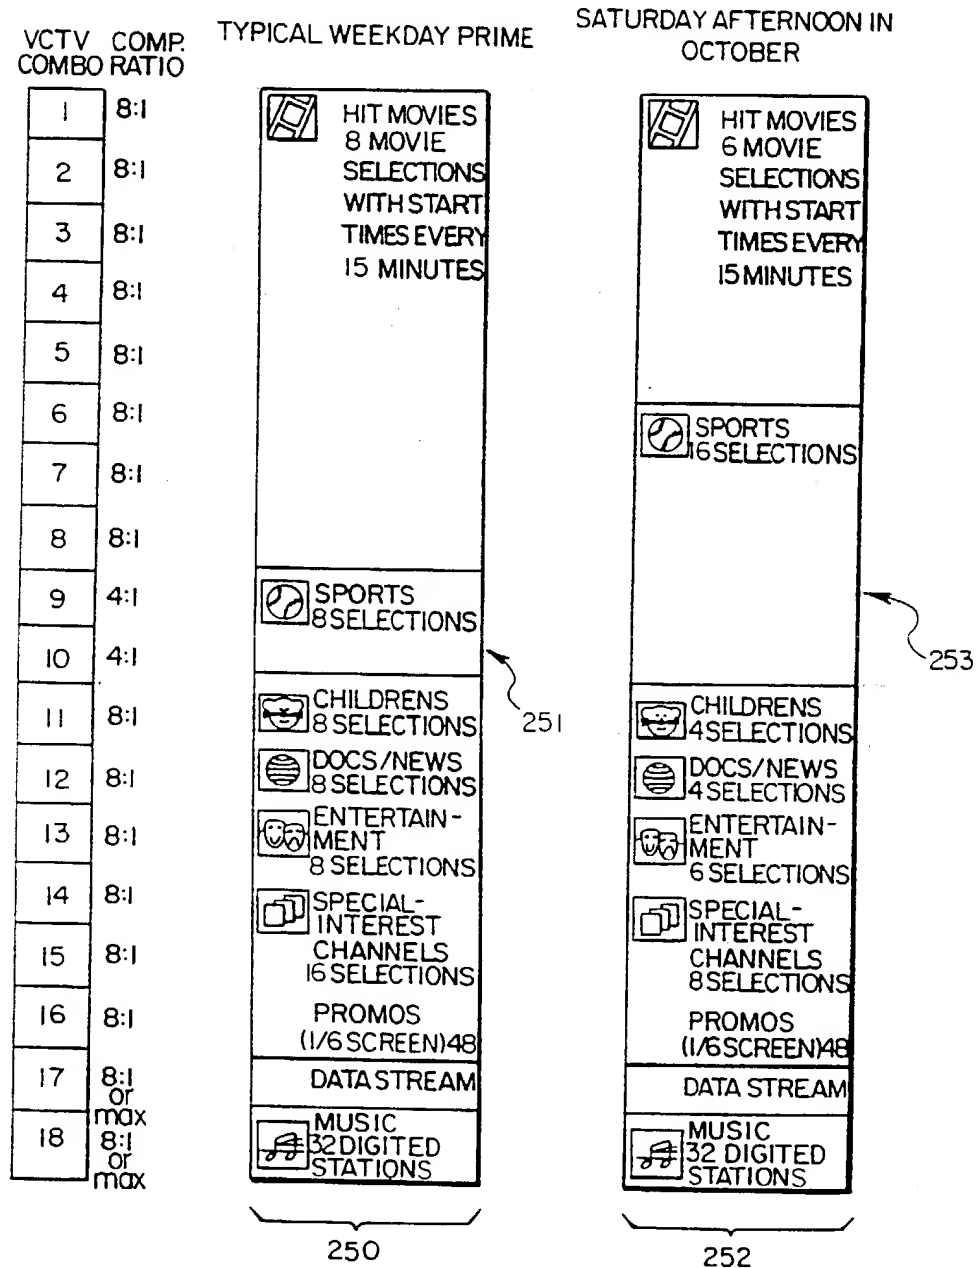 VCTV COMP.
COMBO RATIO
1 8:1
2 8:1
3 8:1
4 8:1
5 8:1
6 8:1
7 8:1
8 8:1
9 4:1
10 4:1
11 8:1
12 8:1
13 8:1
14 8:1
15 8:1
16 8:1
17 8:1
or
max
18 8:1
or
max
TYPICAL WEEKDAY PRIME
HIT MOVIES
8 MOVIE
SELECTIONS
WITH START
TIMES EVERY
15 MINUTES
SPORTS
8 SELECTIONS
251
CHILDRENS
8 SELECTIONS
DOCS/NEWS
8 SELECTIONS
ENTERTAIN-
MENT
8 SELECTIONS
SPECIAL-
INTEREST
CHANNELS
16 SELECTIONS
PROMOS
(1/6 SCREEN) 48
DATA STREAM
MUSIC
32 DIGITED
STATIONS
250
SATURDAY AFTERNOON IN
OCTOBER
HIT MOVIES
6 MOVIE
SELECTIONS
WITH START
TIMES EVERY
15 MINUTES
SPORTS
16 SELECTIONS
253
CHILDRENS
4 SELECTIONS
DOCS/NEWS
4 SELECTIONS
ENTERTAIN-
MENT
6 SELECTIONS
SPECIAL-
INTEREST
CHANNELS
8 SELECTIONS
PROMOS
(1/6 SCREEN) 48
DATA STREAM
MUSIC
32 DIGITED
STATIONS
252